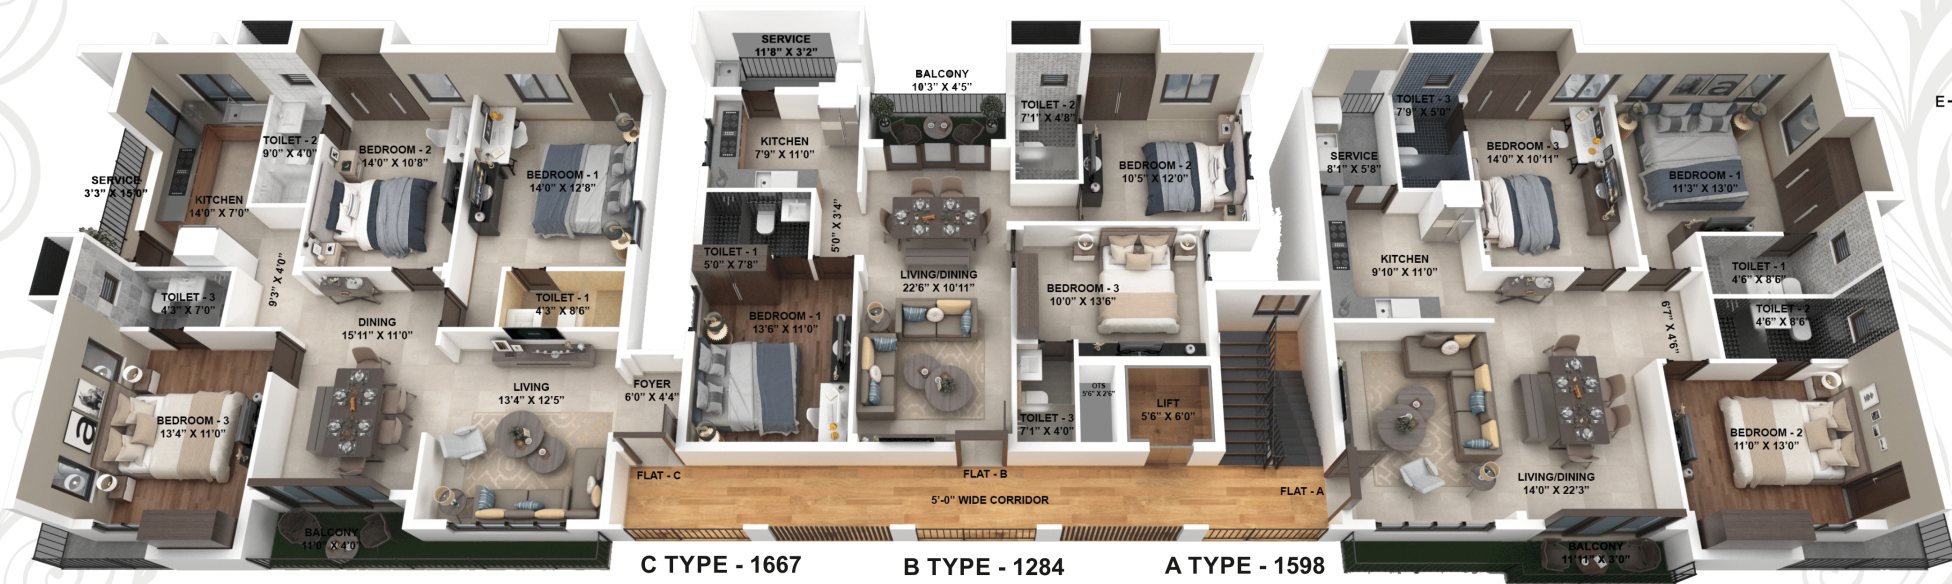 SERVICE
3'3" X 15'0"
KITCHEN
14'0" X 7'0"
TOILET - 2
9'0" X 4'0"
BEDROOM - 2
14'0" X 10'8"
BEDROOM - 1
14'0" X 12'8"
TOILET - 3
4'3" X 7'0"
9'3" X 4'0"
DINING
15'11" X 11'0"
TOILET - 1
4'3" X 8'6"
LIVING
13'4" X 12'5"
FOYER
6'0" X 4'4"
BEDROOM - 3
13'4" X 11'0"
a
BALCONY
11'0" X 4'0"
FLAT - C
SERVICE
11'8" X 3'2"
BALCONY
10'3" X 4'5"
KITCHEN
7'9" X 11'0"
TOILET - 2
7'1" X 4'8"
BEDROOM - 2
10'5" X 12'0"
5'0" X 3'4"
TOILET - 1
5'0" X 7'8"
LIVING/DINING
22'6" X 10'11"
BEDROOM - 3
10'0" X 13'6"
BEDROOM - 1
13'6" X 11'0"
TOILET - 3
7'1" X 4'0"
OTS
5'6" X 2'6"
LIFT
5'6" X 6'0"
FLAT - B
5'-0" WIDE CORRIDOR
FLAT - A
TOILET - 3
7'9" X 5'0"
SERVICE
8'1" X 5'8"
BEDROOM - 3
14'0" X 10'11"
a
BEDROOM - 1
11'3" X 13'0"
KITCHEN
9'10" X 11'0"
TOILET - 1
4'6" X 8'6"
TOILET - 2
4'6" X 8'6"
6'7" X 4'6"
BEDROOM - 2
11'0" X 13'0"
LIVING/DINING
14'0" X 22'3"
BALCONY
11'11" X 3'0"
E-
C TYPE - 1667
B TYPE - 1284
A TYPE - 1598